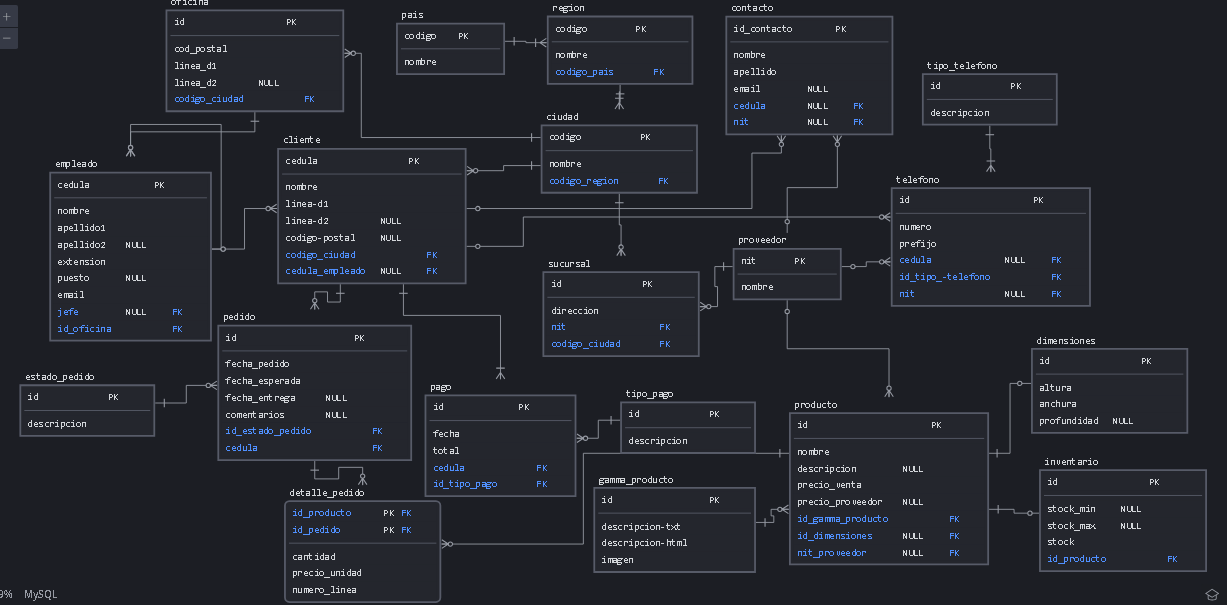 oficina
id PK
cod_postal
linea_d1
linea_d2 NULL
codigo_ciudad FK
pais
codigo PK
nombre
region
codigo PK
nombre
codigo_pais FK
contacto
id_contacto PK
nombre
apellido
email NULL
cedula NULL FK
nit NULL FK
tipo_telefono
id PK
descripcion
ciudad
codigo PK
nombre
codigo_region FK
cliente
cedula PK
nombre
linea-d1
linea-d2 NULL
codigo-postal NULL
codigo_ciudad FK
cedula_empleado NULL FK
empleado
cedula PK
nombre
apellido1
apellido2 NULL
extension
puesto NULL
email
jefe NULL FK
id_oficina FK
telefono
id PK
numero
prefijo
cedula NULL FK
id_tipo_-telefono FK
nit NULL FK
proveedor
nit PK
nombre
sucursal
id PK
direccion
nit FK
codigo_ciudad FK
pedido
id PK
fecha_pedido
fecha_esperada
fecha_entrega NULL
comentarios NULL
id_estado_pedido FK
cedula FK
estado_pedido
id PK
descripcion
pago
id PK
fecha
total
cedula FK
id_tipo_pago FK
tipo_pago
id PK
descripcion
dimensiones
id PK
altura
anchura
profundidad NULL
producto
id PK
nombre
descripcion NULL
precio_venta
precio_proveedor NULL
id_gamma_producto FK
id_dimensiones NULL FK
nit_proveedor NULL FK
inventario
id PK
stock_min NULL
stock_max NULL
stock
id_producto FK
gamma_producto
id PK
descripcion-txt
descripcion-html
imagen
detalle_pedido
id_producto PK FK
id_pedido PK FK
cantidad
precio_unidad
numero_linea
9% MySQL